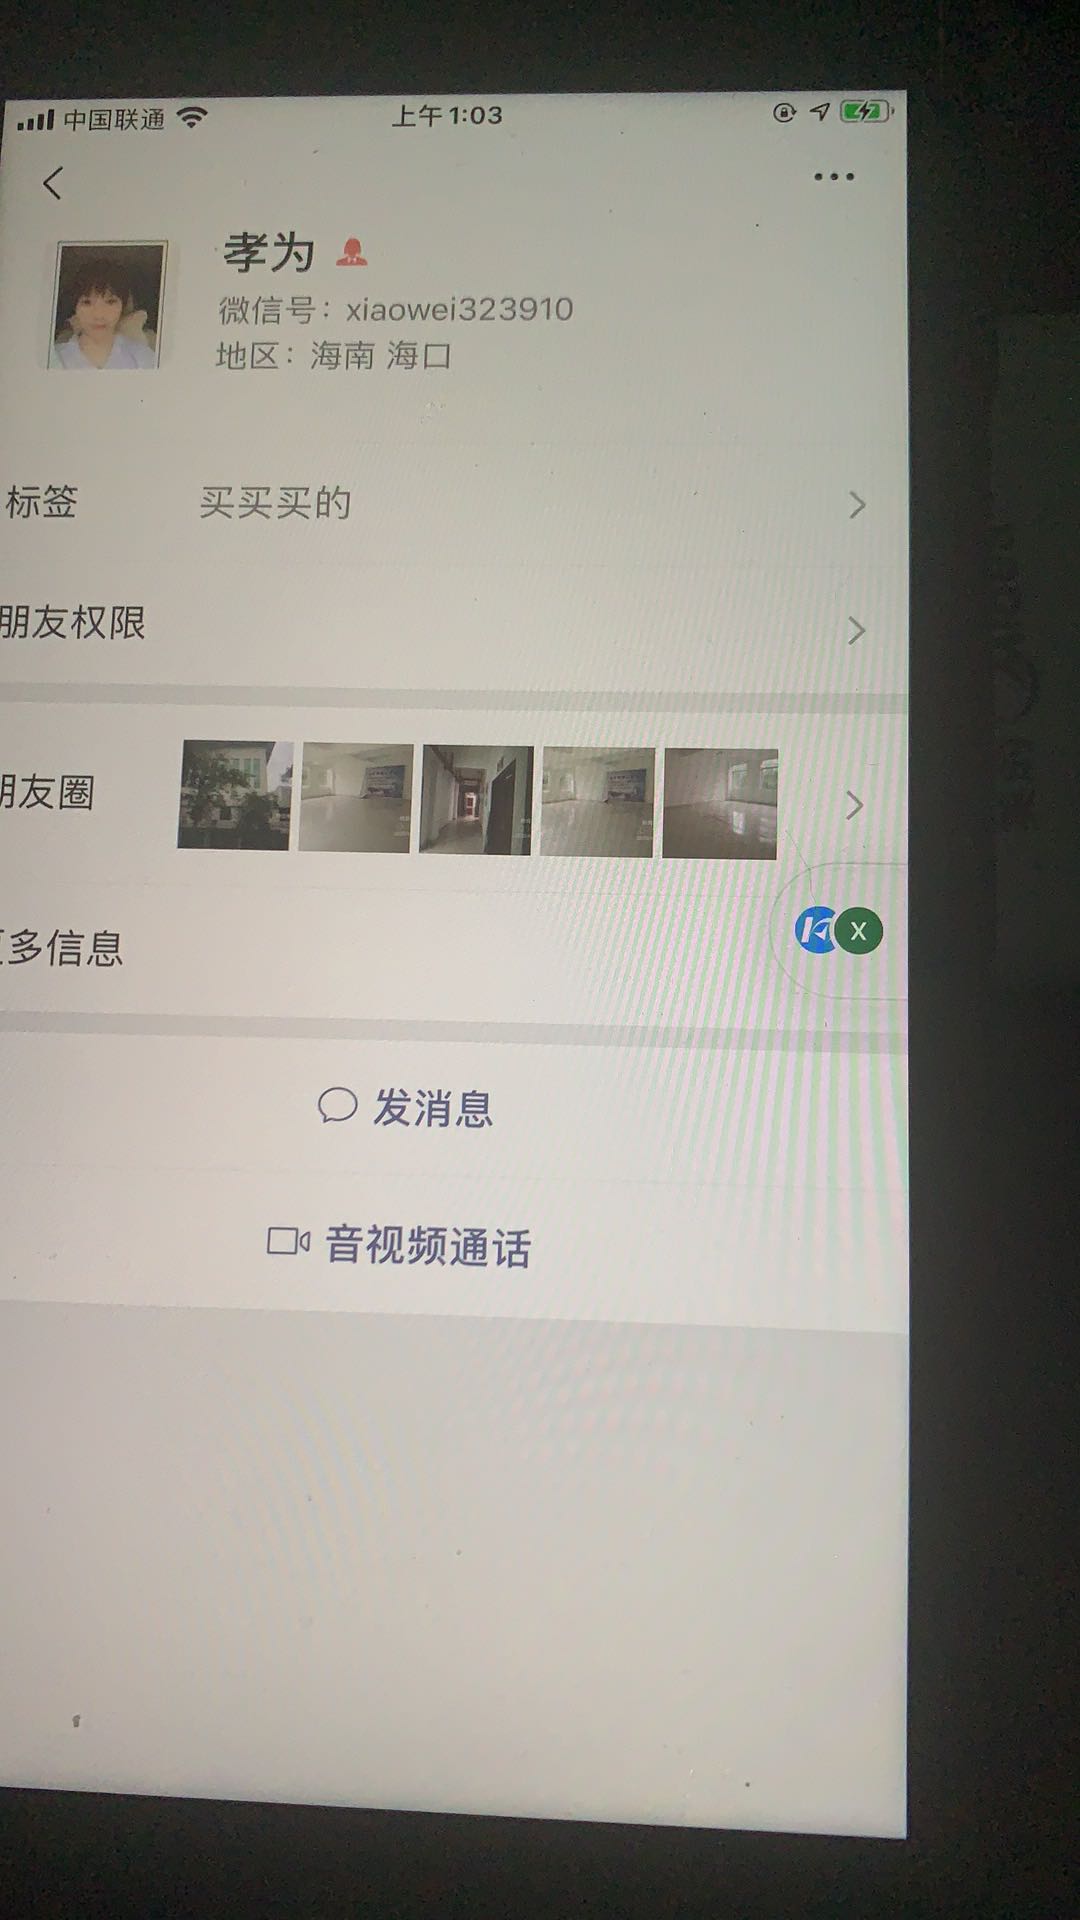 中国联通 上午1:03
孝为
微信号：xiaowei323910
地区：海南 海口
标签 买买买的
朋友权限
朋友圈
更多信息
X
发消息
音视频通话